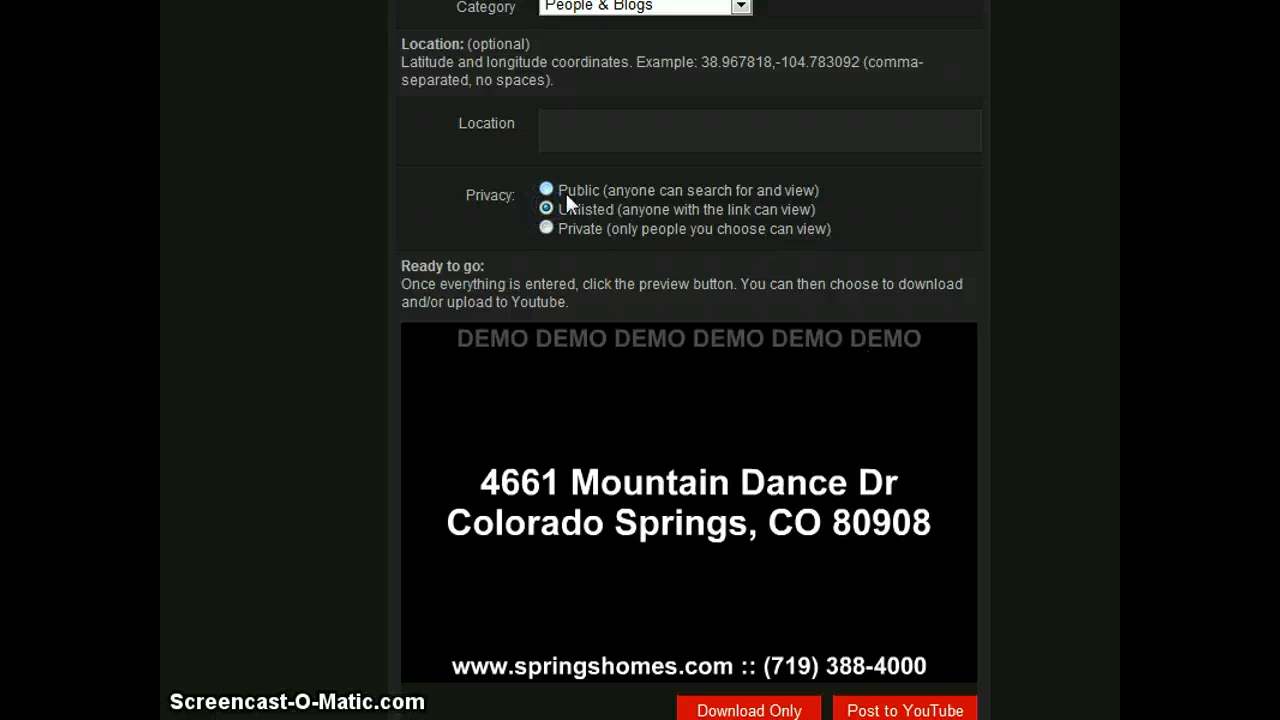 Category People & Blogs
Location: (optional)
Latitude and longitude coordinates. Example: 38.967818,-104.783092 (comma-
separated, no spaces).
Location
Privacy:
Public (anyone can search for and view)
Unlisted (anyone with the link can view)
Private (only people you choose can view)
Ready to go:
Once everything is entered, click the preview button. You can then choose to download
and/or upload to Youtube.
DEMO DEMO DEMO DEMO DEMO DEMO
4661 Mountain Dance Dr
Colorado Springs, CO 80908
www.springshomes.com :: (719) 388-4000
Screencast-O-Matic.com
Download Only Post to YouTube